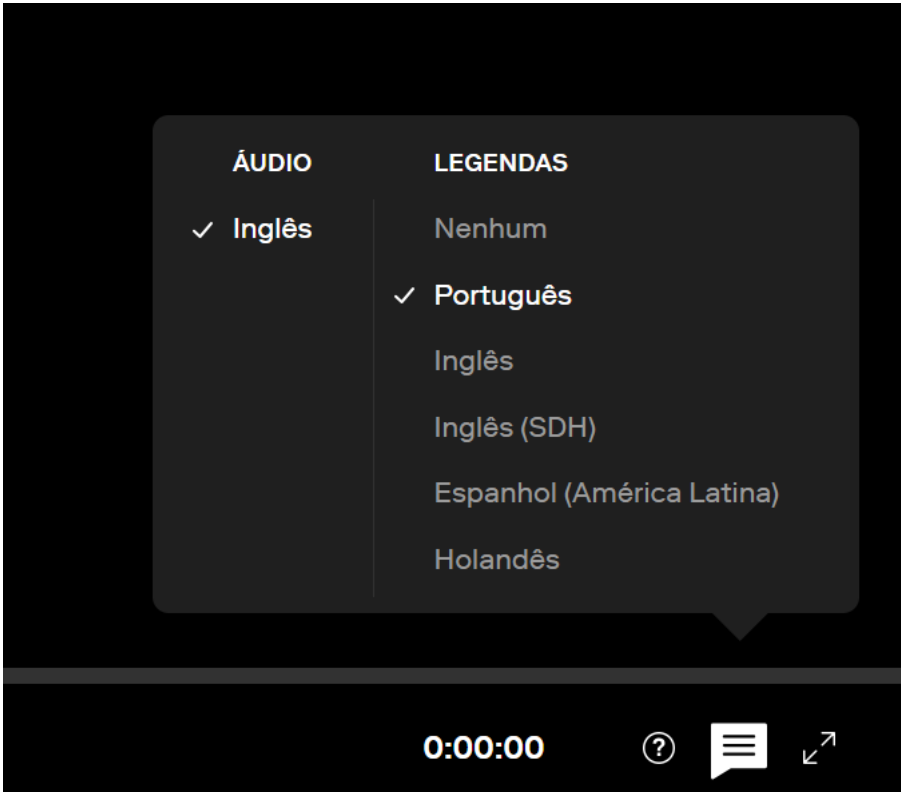 ÁUDIO
Inglês
LEGENDAS
Nenhum
Português
Inglês
Inglês (SDH)
Espanhol (América Latina)
Holandês
0:00:00
?